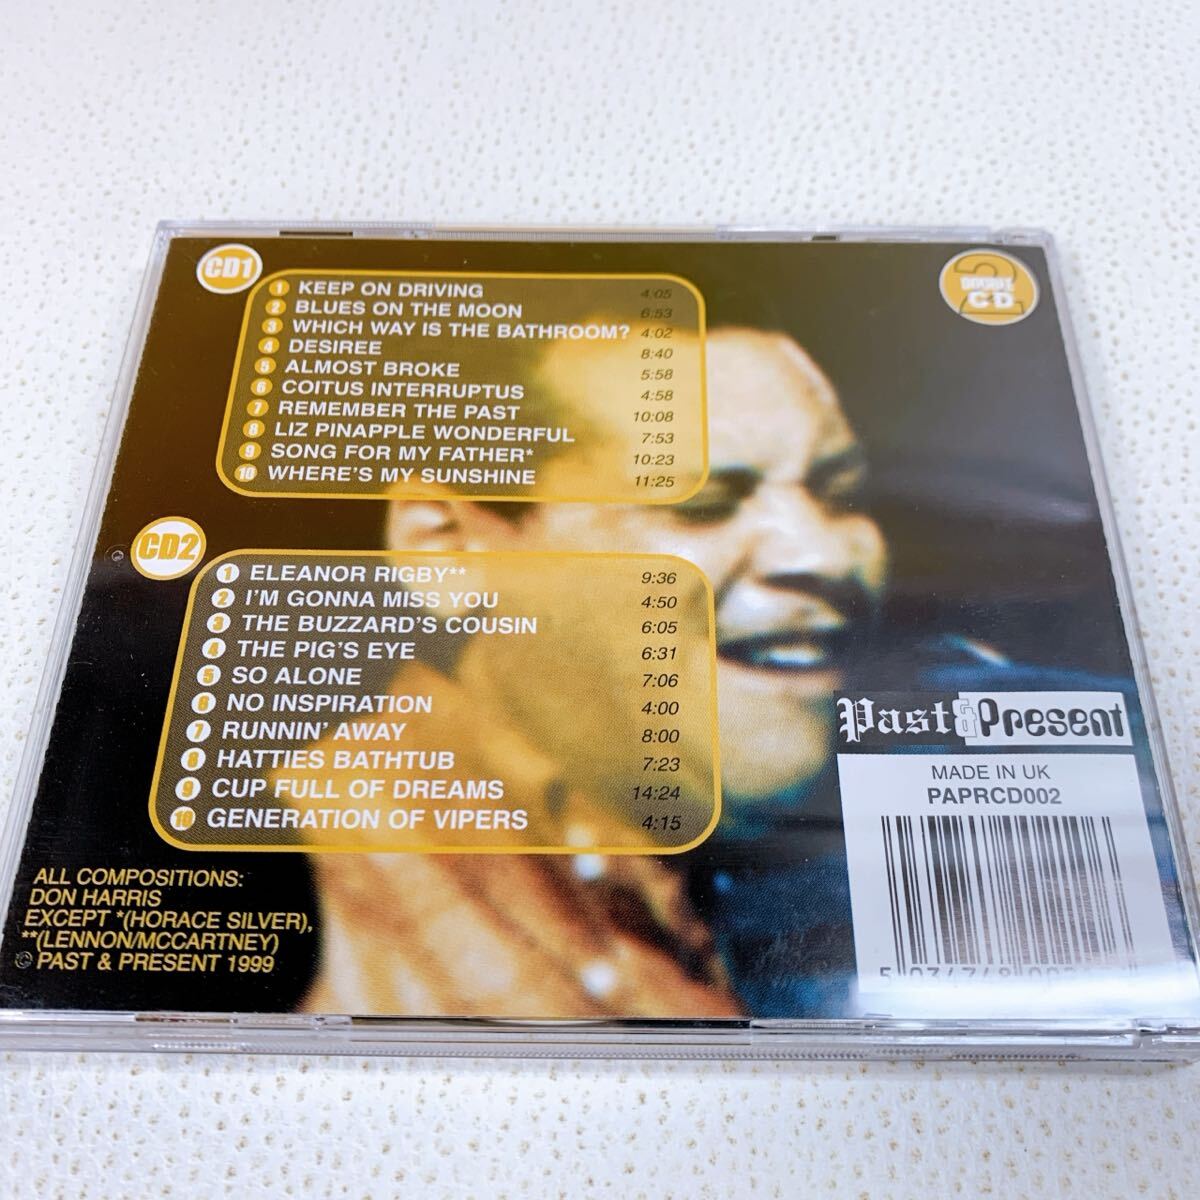 CD1
1 KEEP ON DRIVING 4:05
2 BLUES ON THE MOON 6:53
3 WHICH WAY IS THE BATHROOM? 4:02
4 DESIREE 8:40
5 ALMOST BROKE 5:58
6 COITUS INTERRUPTUS 4:58
7 REMEMBER THE PAST 10:08
8 LIZ PINAPPLE WONDERFUL 7:53
9 SONG FOR MY FATHER* 10:23
10 WHERE'S MY SUNSHINE 11:25
2
DOUBLE
CD
CD2
1 ELEANOR RIGBY** 9:36
2 I'M GONNA MISS YOU 4:50
3 THE BUZZARD'S COUSIN 6:05
4 THE PIG'S EYE 6:31
5 SO ALONE 7:06
6 NO INSPIRATION 4:00
7 RUNNIN' AWAY 8:00
8 HATTIES BATHTUB 7:23
9 CUP FULL OF DREAMS 14:24
10 GENERATION OF VIPERS 4:15
ALL COMPOSITIONS:
DON HARRIS
EXCEPT *(HORACE SILVER),
**(LENNON/MCCARTNEY)
© PAST & PRESENT 1999
Past & Present
MADE IN UK
PAPRCD002